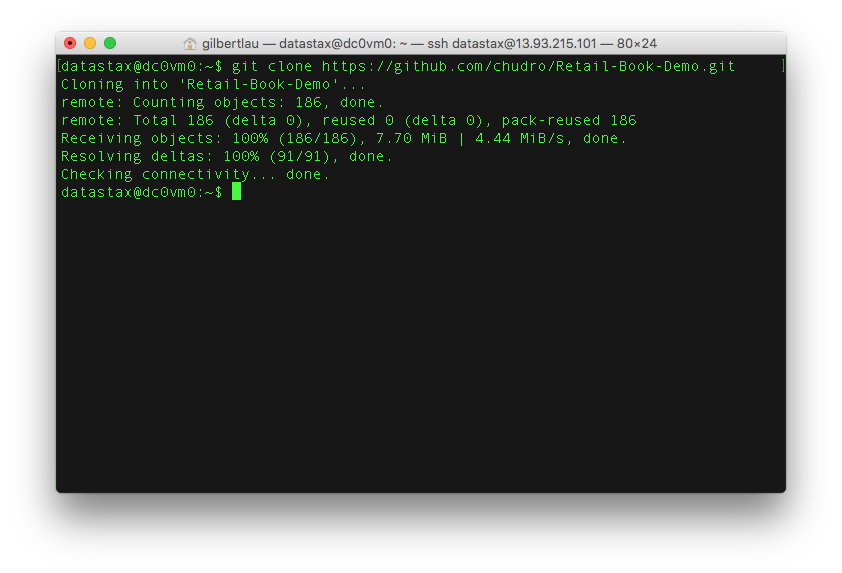 gilbertlau — datastax@dc0vm0: ~ — ssh datastax@13.93.215.101 — 80×24
[datastax@dc0vm0:~$ git clone https://github.com/chudro/Retail-Book-Demo.git ]
Cloning into 'Retail-Book-Demo'...
remote: Counting objects: 186, done.
remote: Total 186 (delta 0), reused 0 (delta 0), pack-reused 186
Receiving objects: 100% (186/186), 7.70 MiB | 4.44 MiB/s, done.
Resolving deltas: 100% (91/91), done.
Checking connectivity... done.
datastax@dc0vm0:~$